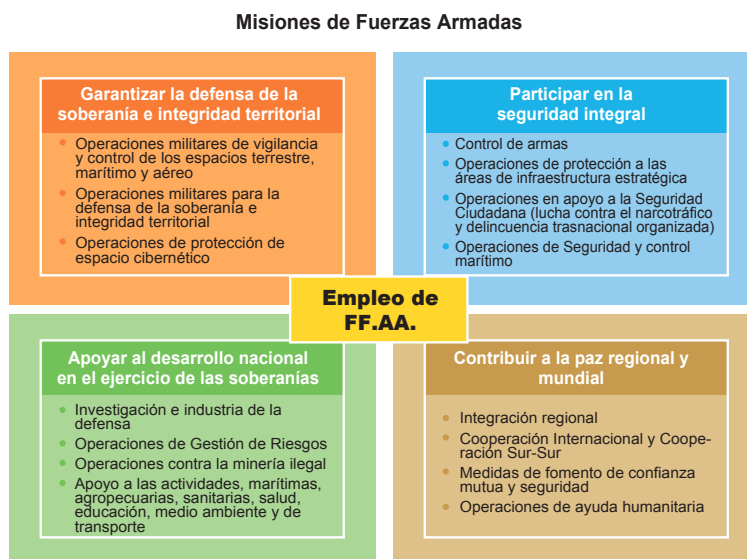 Misiones de Fuerzas Armadas
Garantizar la defensa de la
soberanía e integridad territorial
• Operaciones militares de vigilancia
y control de los espacios terrestre,
marítimo y aéreo
• Operaciones militares para la
defensa de la soberanía e
integridad territorial
• Operaciones de protección de
espacio cibernético
Participar en la
seguridad integral
• Control de armas
• Operaciones de protección a las
áreas de infraestructura estratégica
• Operaciones en apoyo a la Seguridad
Ciudadana (lucha contra el narcotráfico
y delincuencia trasnacional organizada)
• Operaciones de Seguridad y control
marítimo
Empleo de
FF.AA.
Apoyar al desarrollo nacional
en el ejercicio de las soberanías
• Investigación e industria de la
defensa
• Operaciones de Gestión de Riesgos
• Operaciones contra la minería ilegal
• Apoyo a las actividades, marítimas,
agropecuarias, sanitarias, salud,
educación, medio ambiente y de
transporte
Contribuir a la paz regional y
mundial
• Integración regional
• Cooperación Internacional y Coope-
ración Sur-Sur
• Medidas de fomento de confianza
mutua y seguridad
• Operaciones de ayuda humanitaria